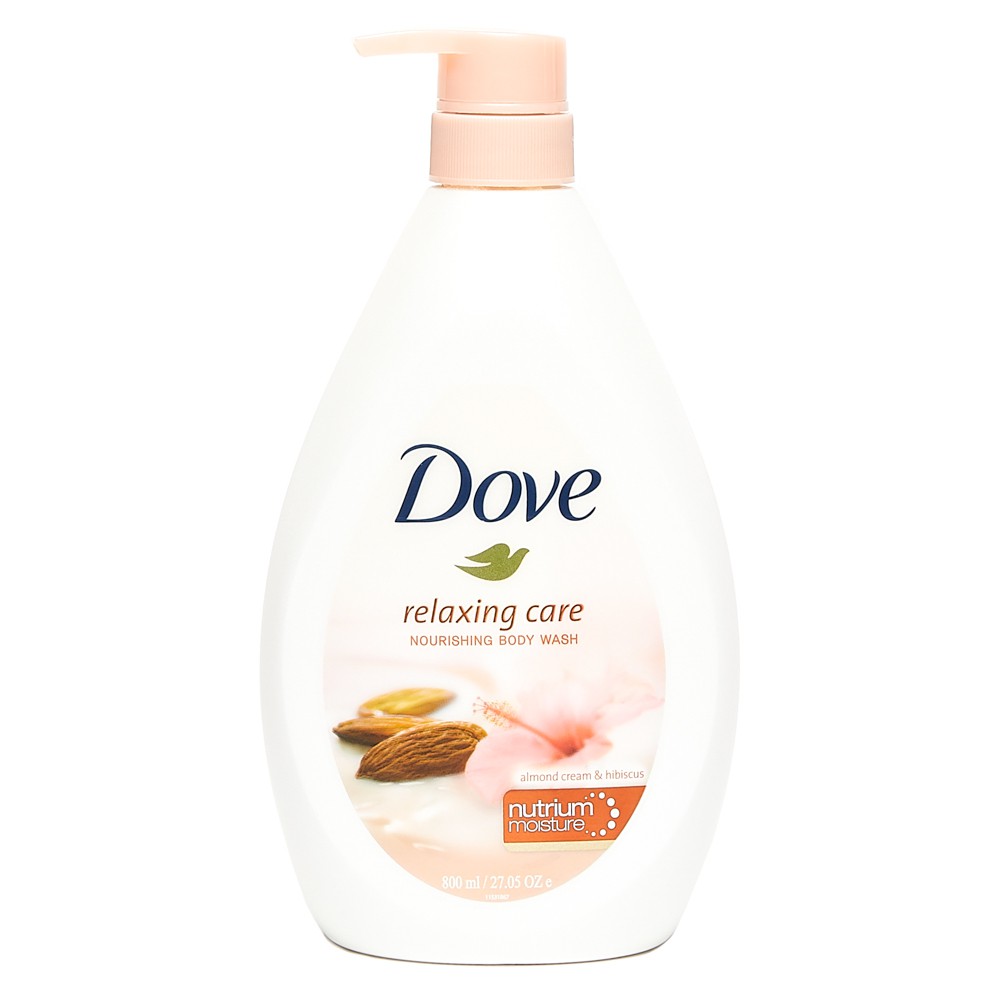 Dove
relaxing care
NOURISHING BODY WASH
almond cream & hibiscus
nutrium
moisture
800 ml / 27.05 OZ e